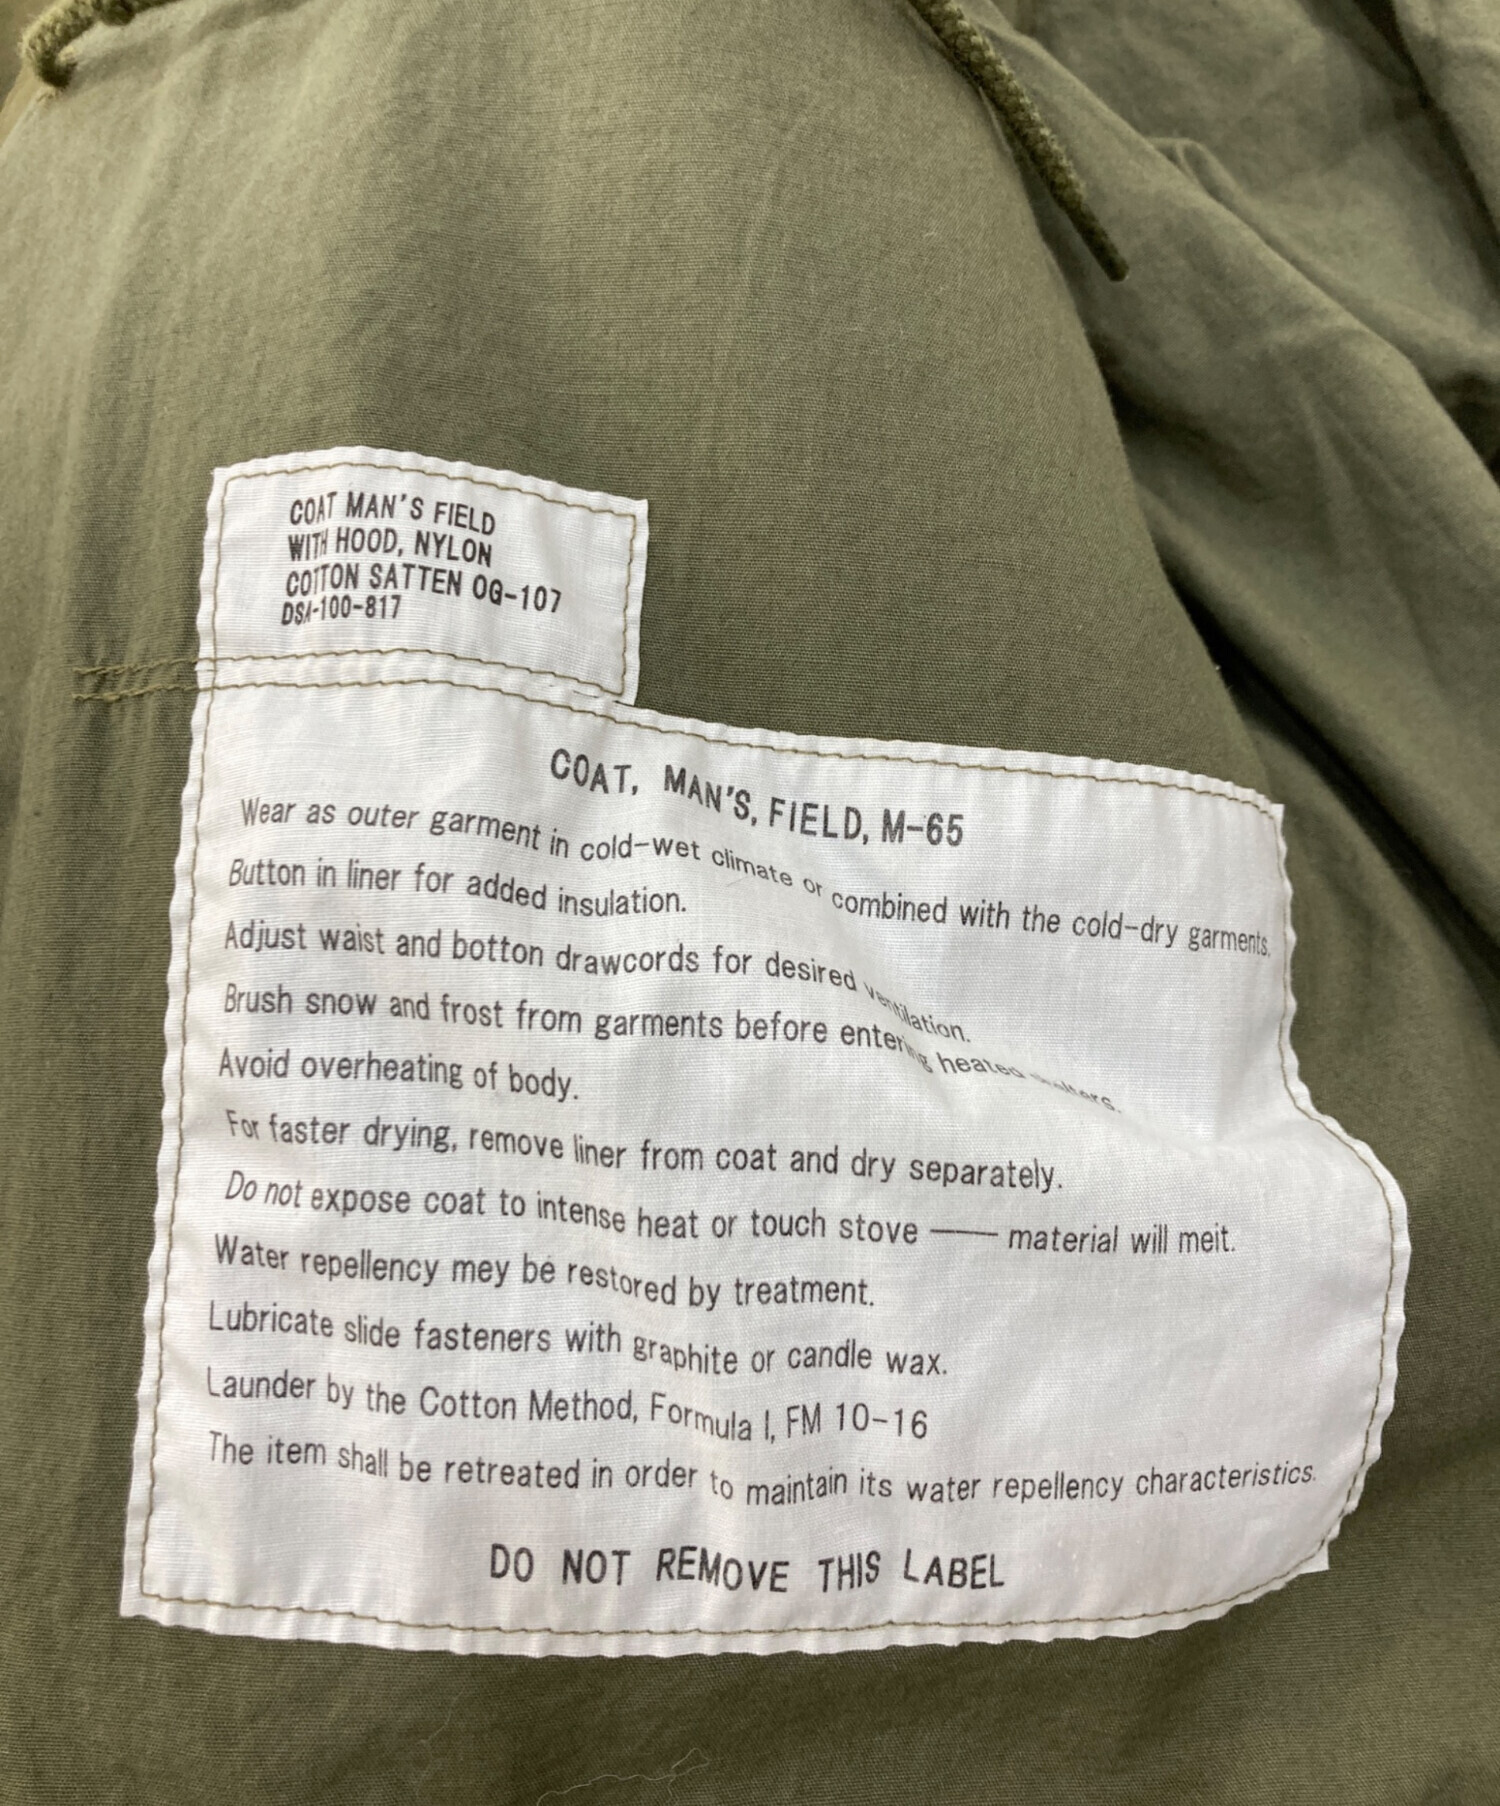 COAT MAN'S FIELD
WITH HOOD, NYLON
COTTON SATTEN OG-107
DSA-100-817
COAT, MAN'S, FIELD, M-65
Wear as outer garment in cold-wet climate or combined with the cold-dry garments.
Button in liner for added insulation.
Adjust waist and botton drawcords for desired ventilation.
Brush snow and frost from garments before entering heated
Avoid overheating of body.
For faster drying, remove liner from coat and dry separately.
Do not expose coat to intense heat or touch stove —— material will meit.
Water repellency mey be restored by treatment.
Lubricate slide fasteners with graphite or candle wax.
Launder by the Cotton Method, Formula I, FM 10-16
The item shall be retreated in order to maintain its water repellency characteristics.
DO NOT REMOVE THIS LABEL